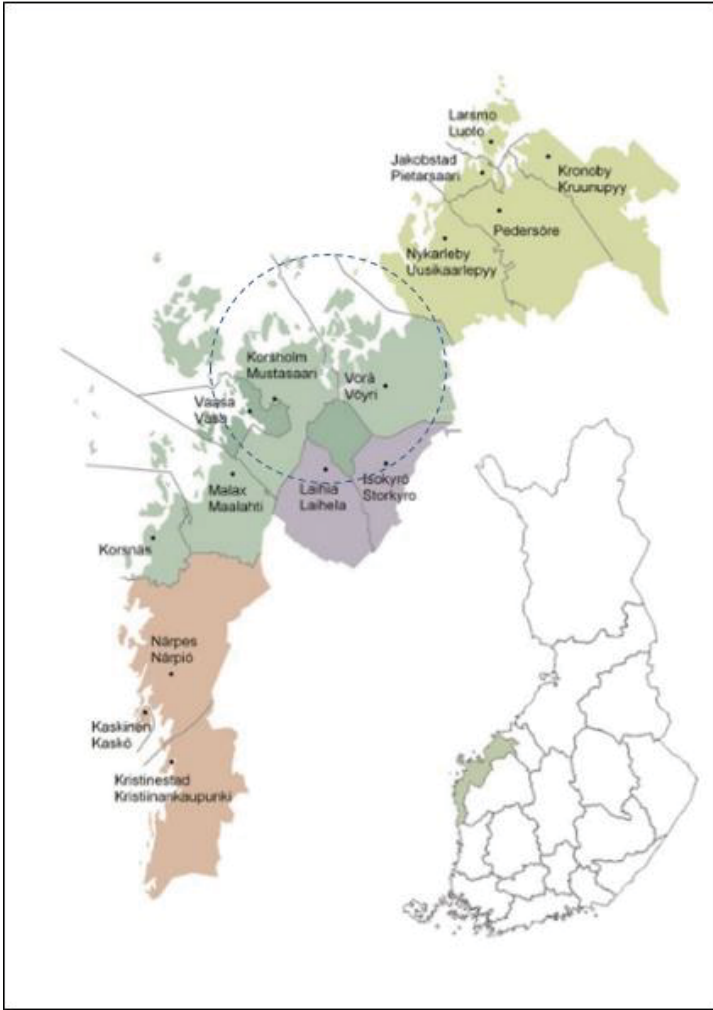 Larsmo
Luoto
Jakobstad
Pietarsaari
Kronoby
Kruunupyy
Pedersöre
Nykarleby
Uusikaarlepyy
Korsholm
Mustasaari
Vörå
Vöyri
Vaasa
Vasa
Malax
Maalahti
Laihia
Laihela
Isokyrö
Storkyro
Korsnäs
Närpes
Närpiö
Kaskinen
Kaskö
Kristinestad
Kristiinankaupunki